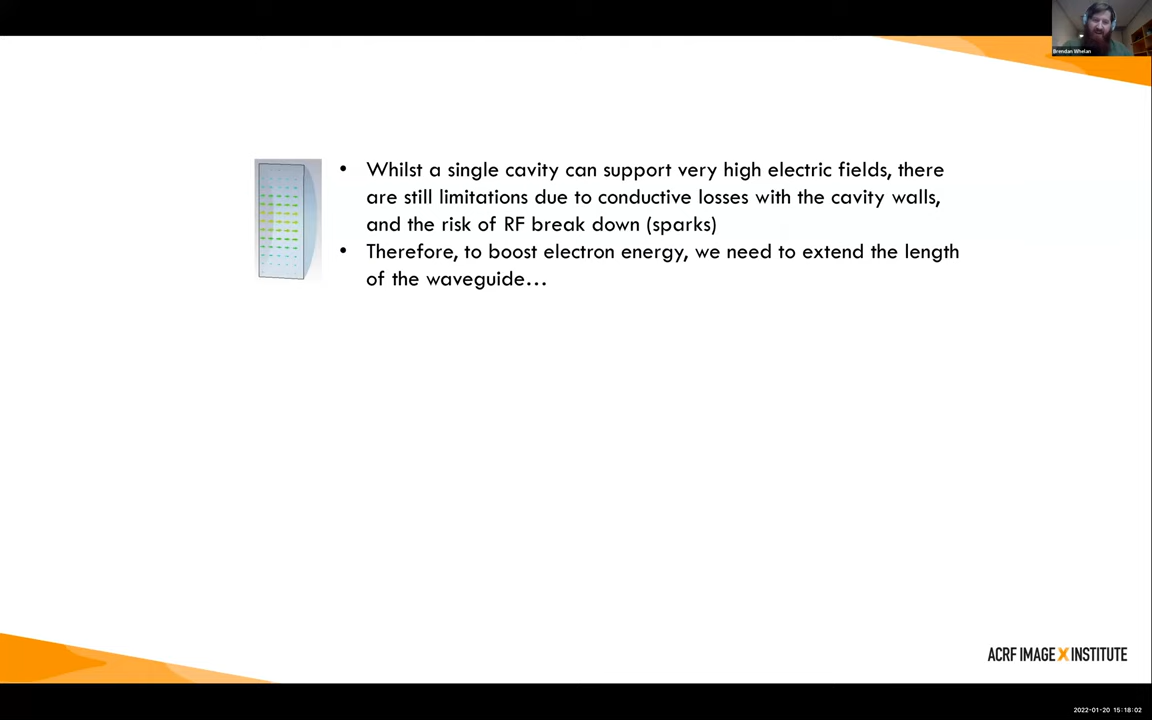 Brendan Whelan
• Whilst a single cavity can support very high electric fields, there
are still limitations due to conductive losses with the cavity walls,
and the risk of RF break down (sparks)
• Therefore, to boost electron energy, we need to extend the length
of the waveguide...
ACRF IMAGE X INSTITUTE
2022-01-20 15:18:02